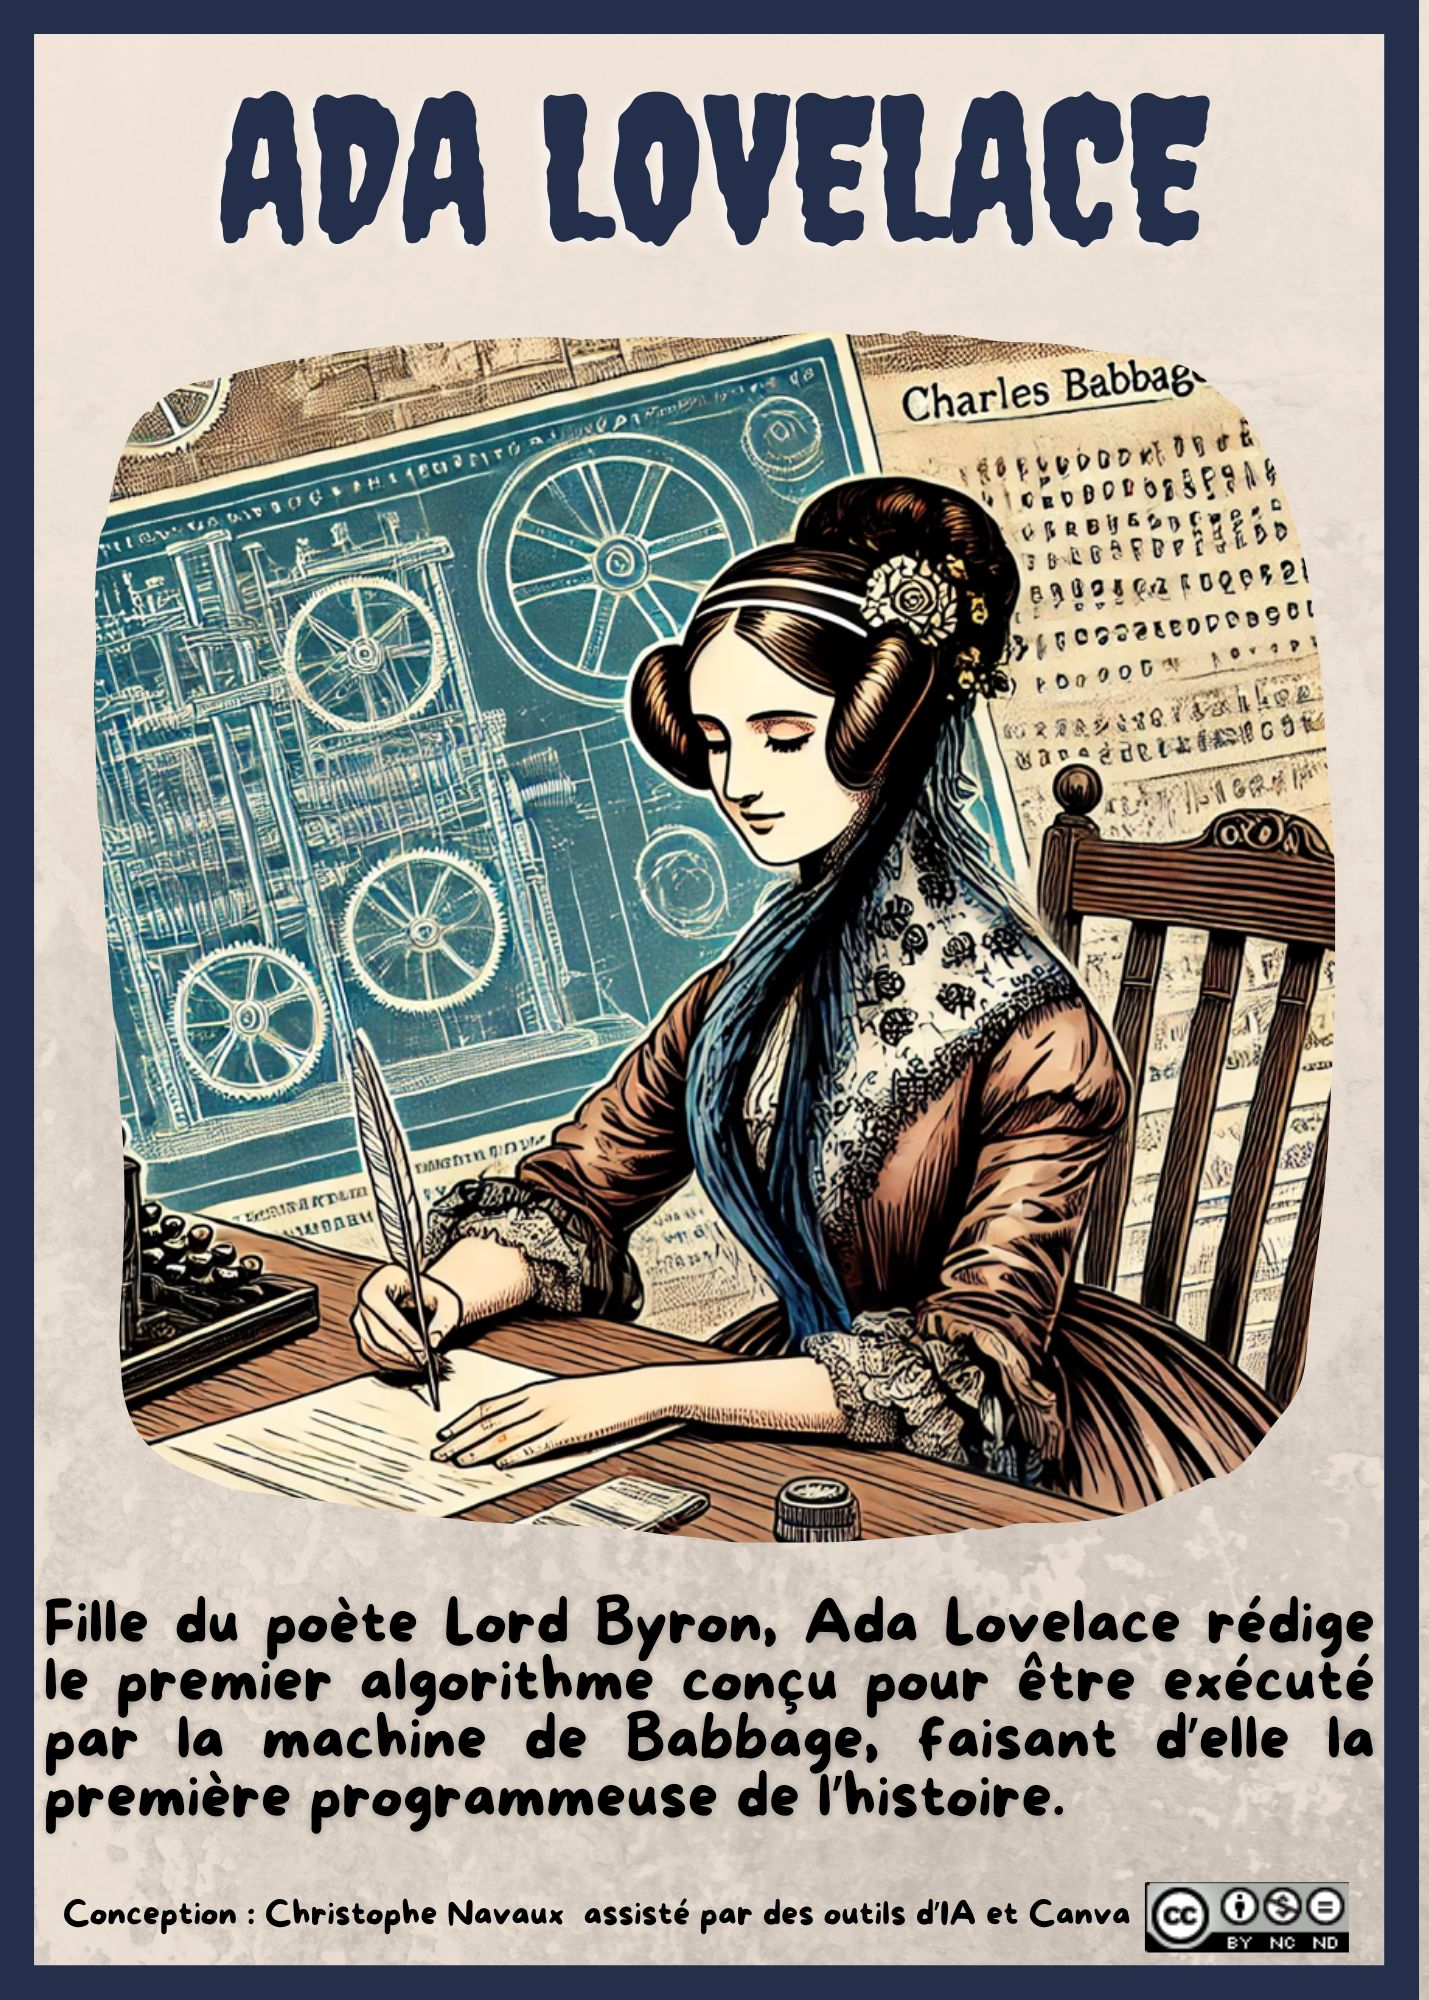 ADA LOVELACE
Charles Babbage
Fille du poète Lord Byron, Ada Lovelace rédige
le premier algorithme conçu pour être exécuté
par la machine de Babbage, faisant d'elle la
première programmeuse de l'histoire.
Conception : Christophe Navaux assisté par des outils d'IA et Canva
CC
BY NC ND